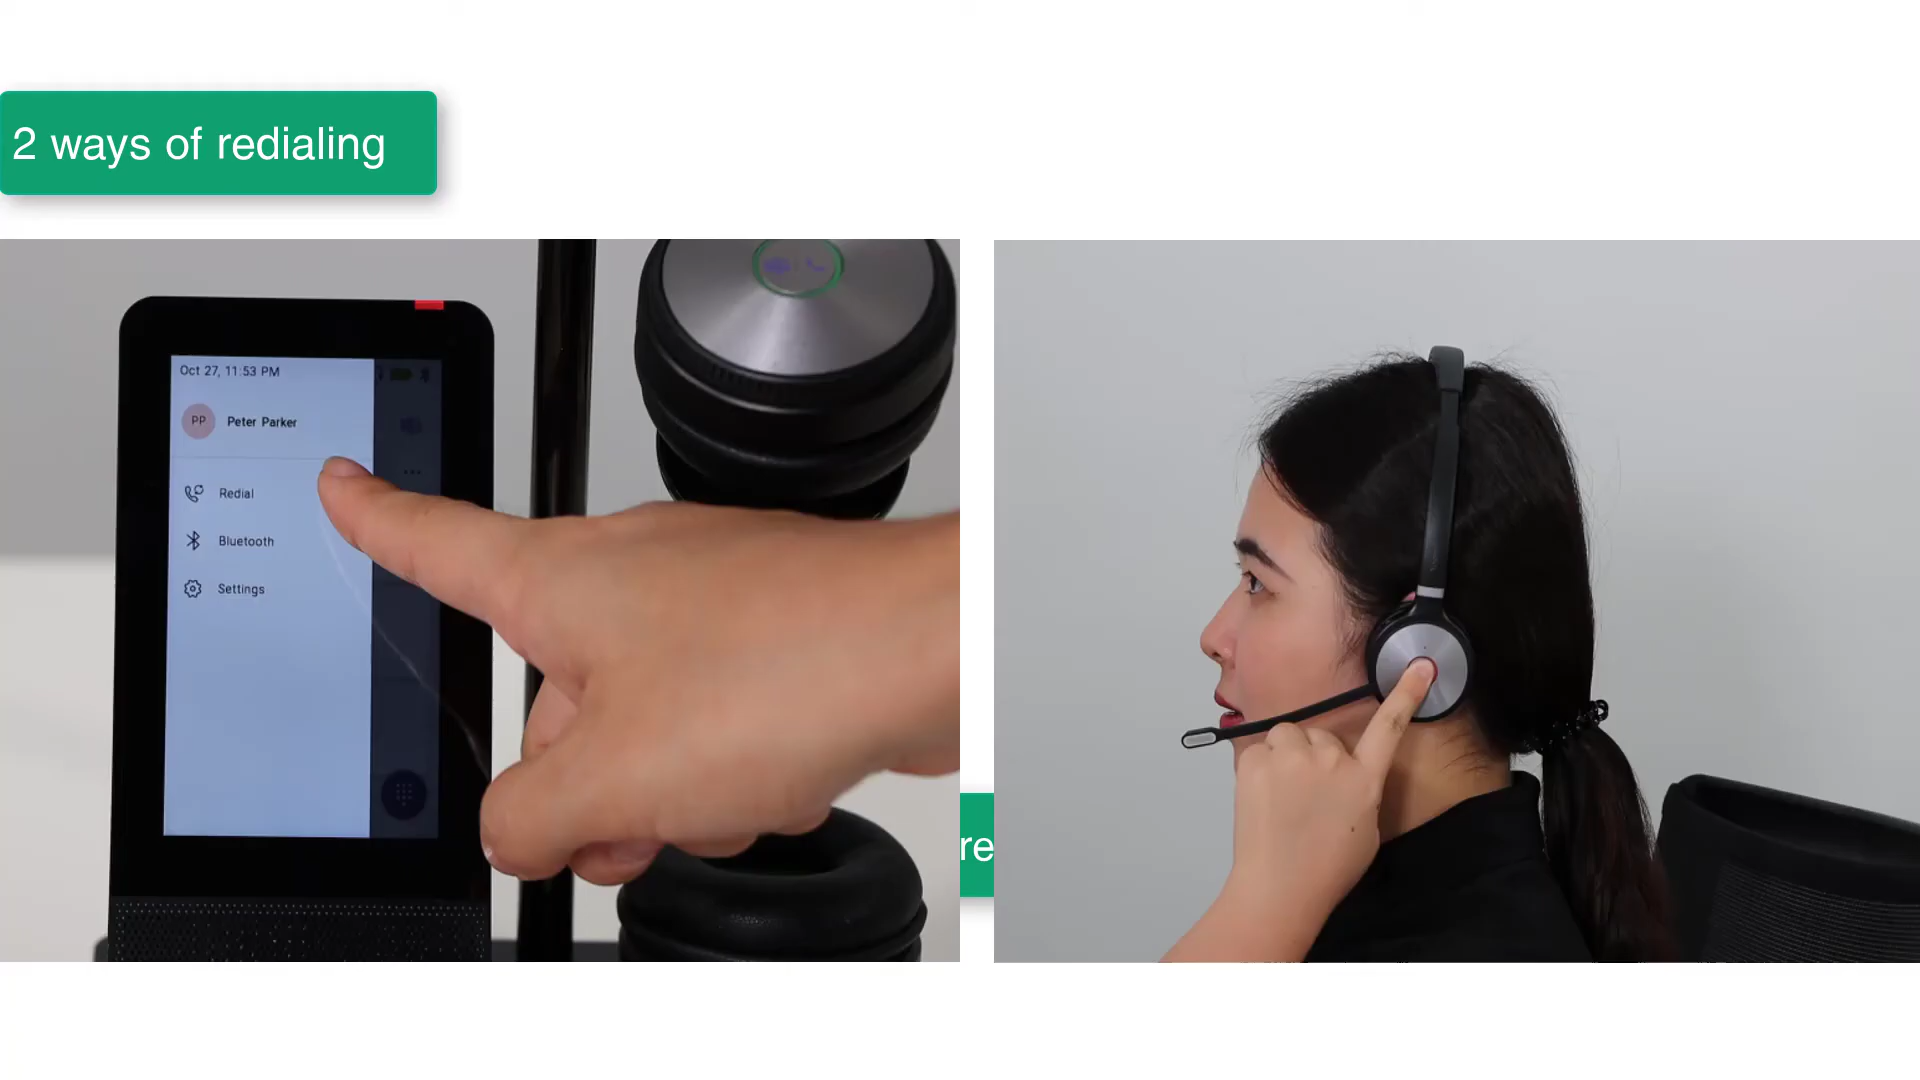 2 ways of redialing
Oct 27, 11:53 PM
PP
Peter Parker
Redial
Bluetooth
Settings
re